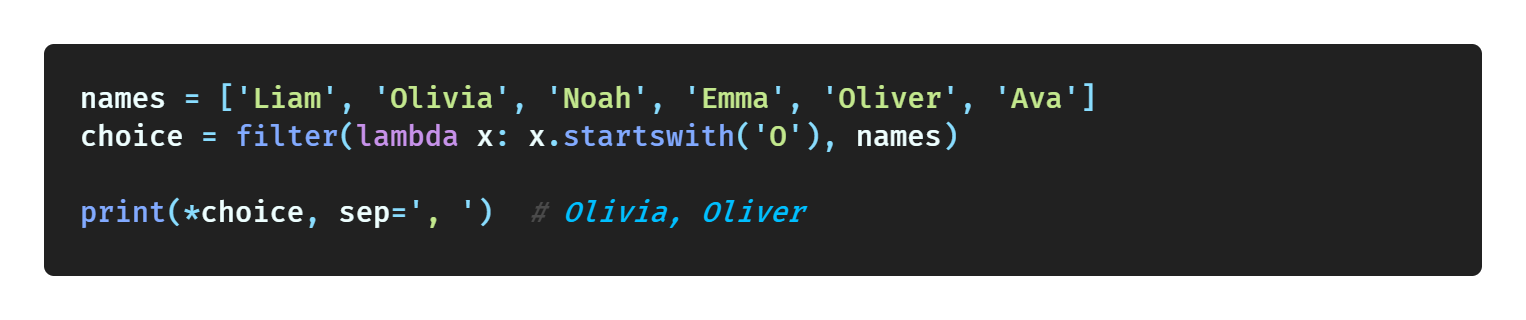 names = ['Liam', 'Olivia', 'Noah', 'Emma', 'Oliver', 'Ava']
choice = filter(lambda x: x.startswith('O'), names)
print(*choice, sep=', ')  # Olivia, Oliver